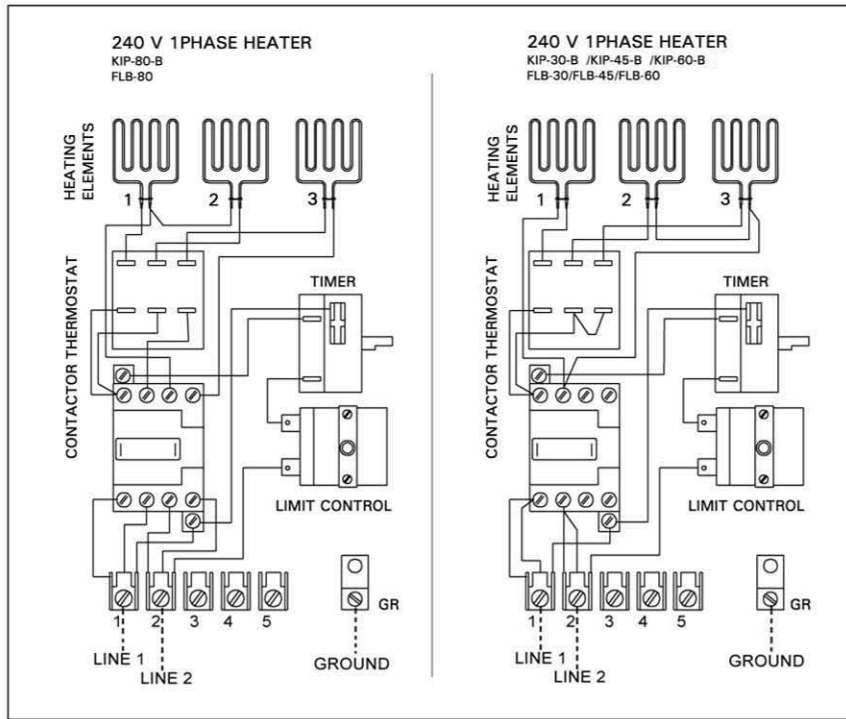 240 V 1PHASE HEATER
KIP-80-B
FLB-80
HEATING
ELEMENTS
1
2
3
CONTACTOR THERMOSTAT
TIMER
LIMIT CONTROL
1
2
3
4
5
GR
LINE 1
LINE 2
GROUND
240 V 1PHASE HEATER
KIP-30-B /KIP-45-B /KIP-60-B
FLB-30/FLB-45/FLB-60
HEATING
ELEMENTS
1
2
3
CONTACTOR THERMOSTAT
TIMER
LIMIT CONTROL
1
2
3
4
5
GR
LINE 1
LINE 2
GROUND